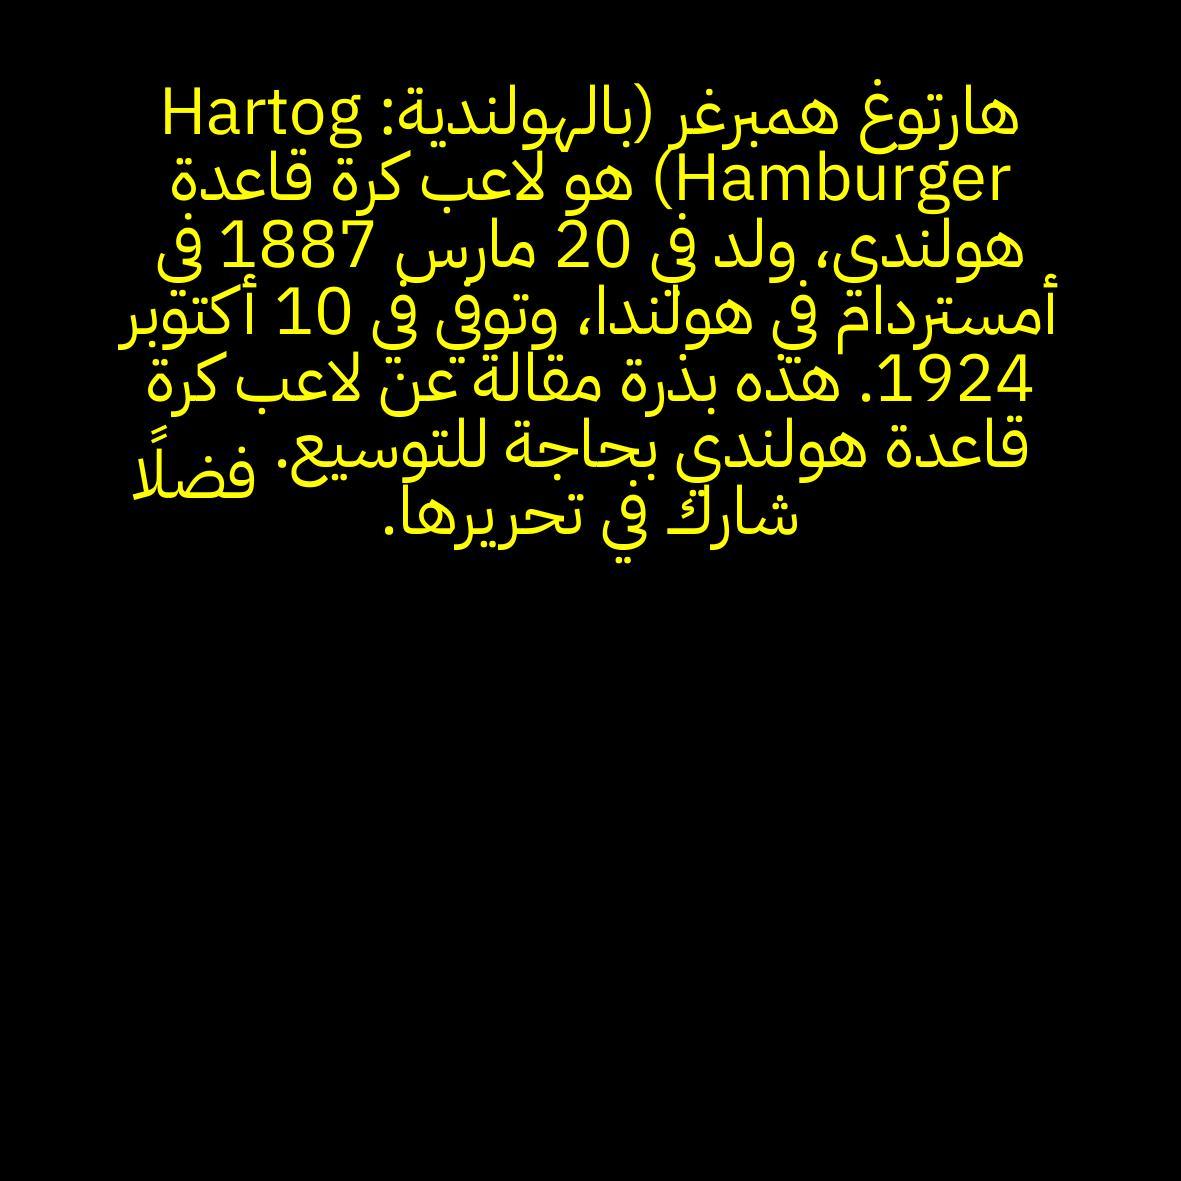 هارتوغ همبرغر (بالهولندية: Hartog
Hamburger) هو لاعب كرة قاعدة
هولندي، ولد في 20 مارس 1887 في
أمستردام في هولندا، وتوفي في 10 أكتوبر
1924. هذه بذرة مقالة عن لاعب كرة
قاعدة هولندي بحاجة للتوسيع. فضلًا
شارك في تحريرها.